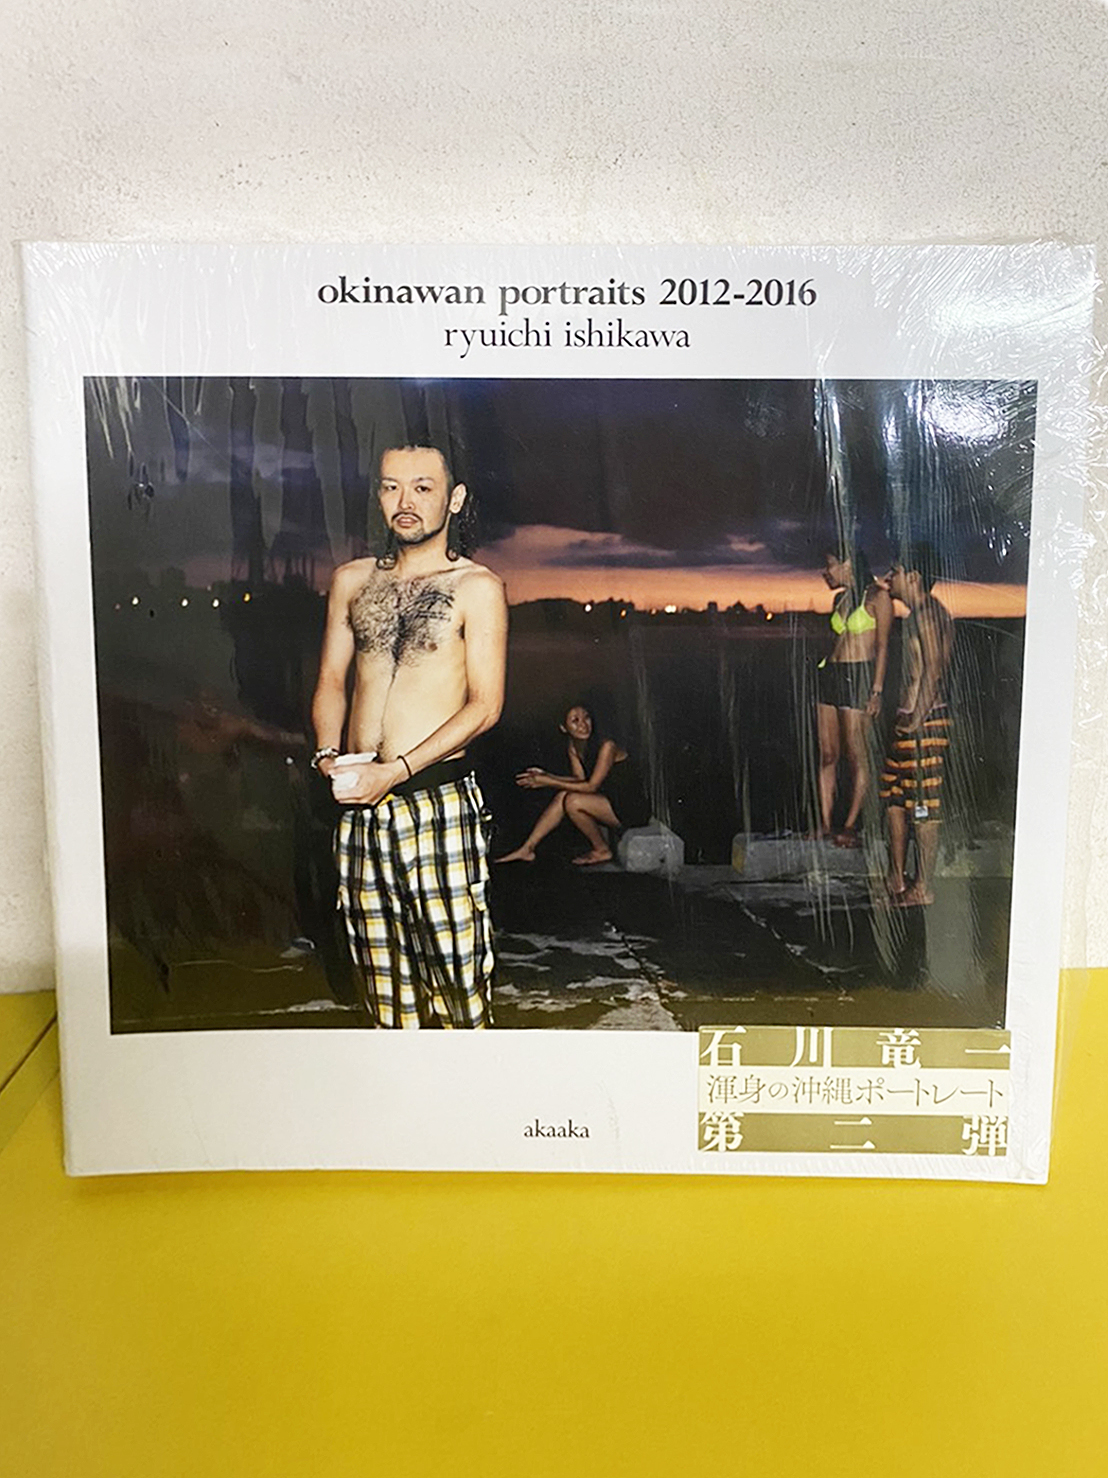 okinawan portraits 2012-2016
ryuichi ishikawa
石川竜一
渾身の沖縄ポートレート
第二弾
akaaka